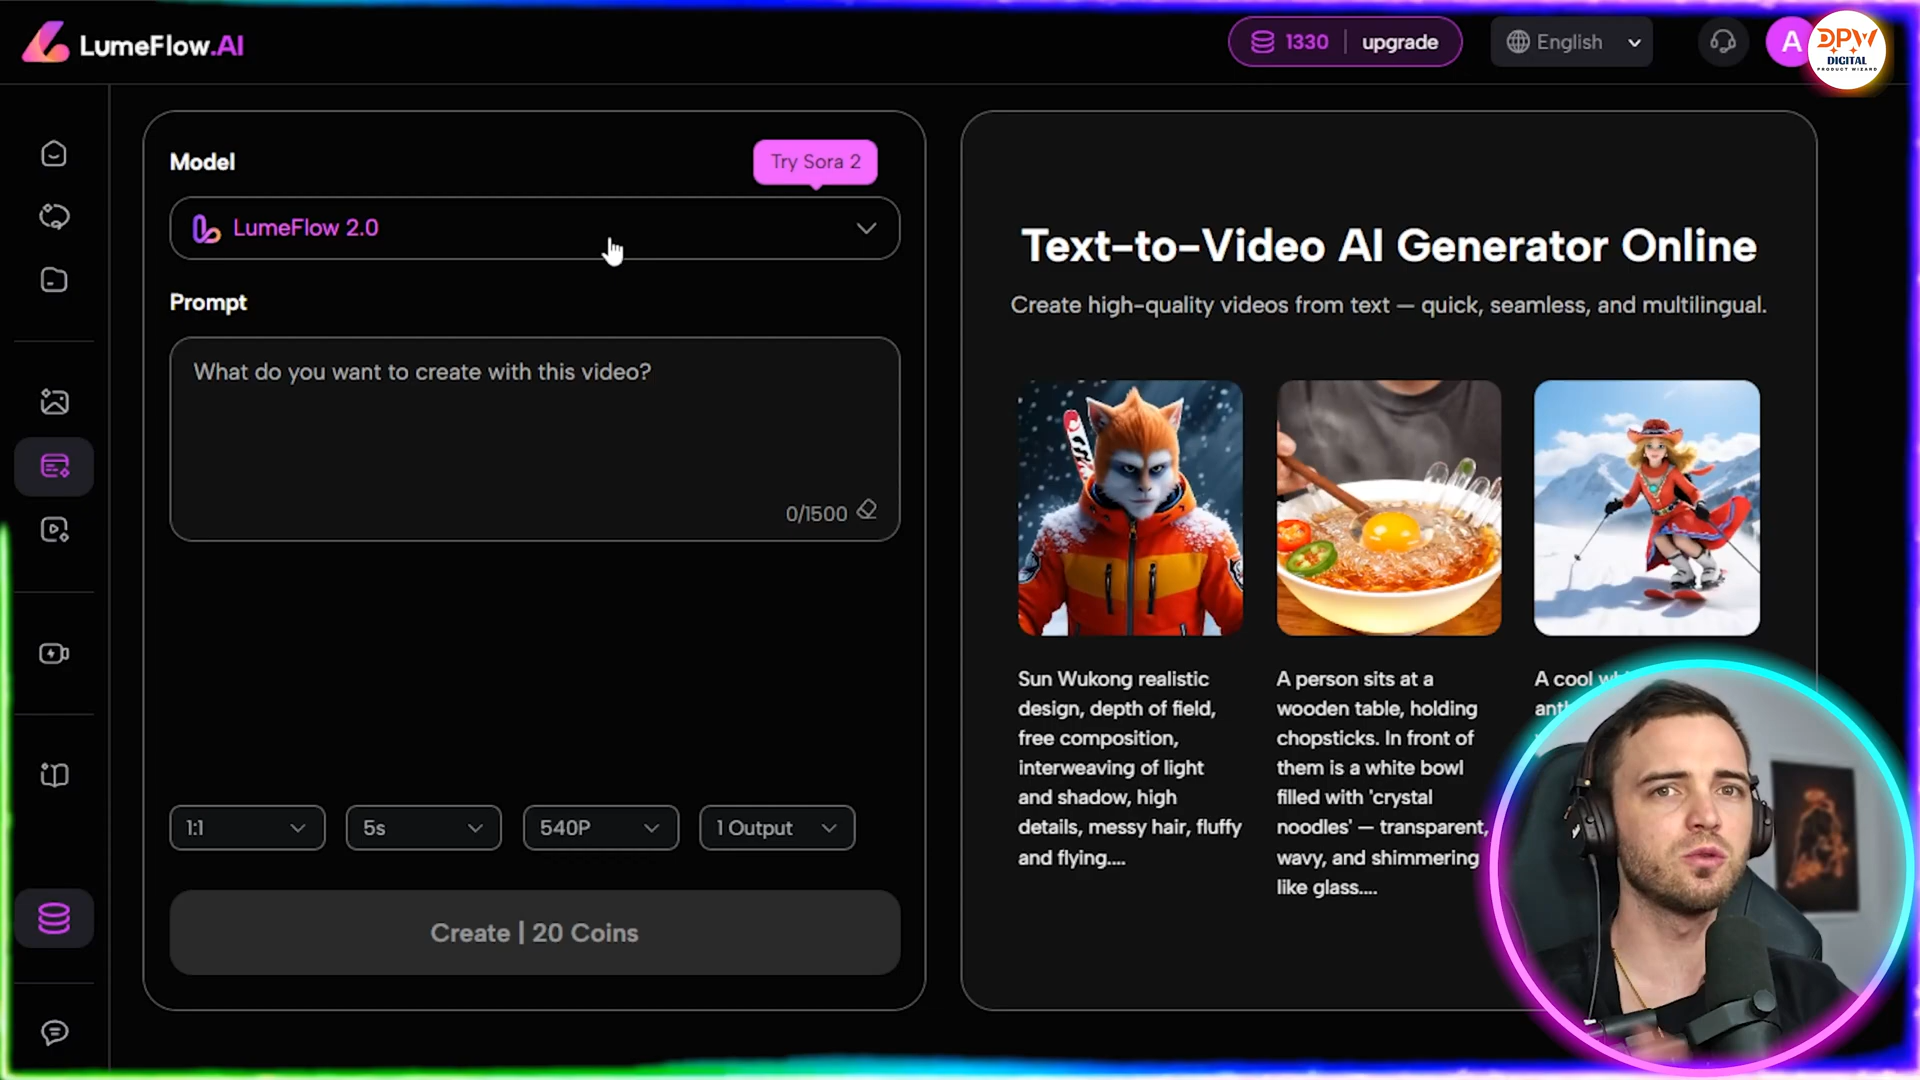 LumeFlow.AI
1330
upgrade
English
A
DPW
DIGITAL
PRODUCT WIZARD
Model
Try Sora 2
LumeFlow 2.0
Prompt
What do you want to create with this video?
0/1500
1:1
5s
540P
1 Output
Create | 20 Coins
Text-to-Video AI Generator Online
Create high-quality videos from text — quick, seamless, and multilingual.
Sun Wukong realistic
design, depth of field,
free composition,
interweaving of light
and shadow, high
details, messy hair, fluffy
and flying....
A person sits at a
wooden table, holding
chopsticks. In front of
them is a white bowl
filled with 'crystal
noodles' — transparent,
wavy, and shimmering
like glass....
A cool